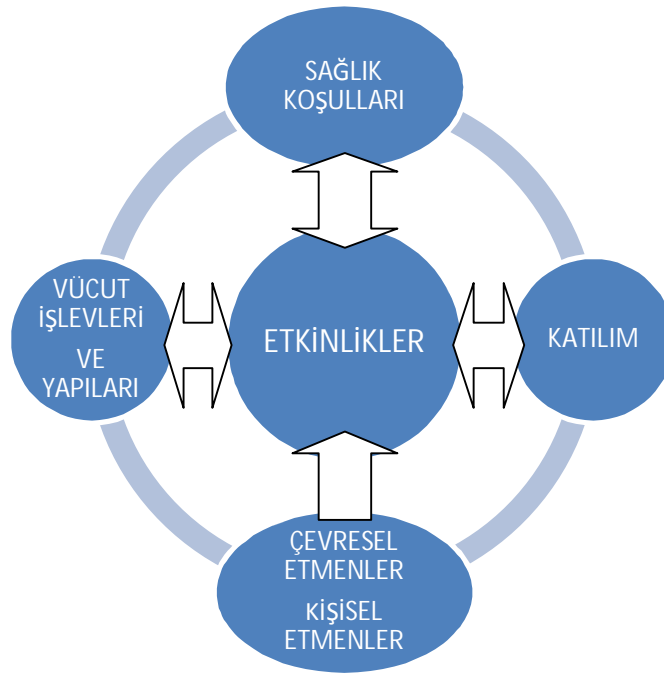 SAĞLIK
KOŞULLARI
VÜCUT
İŞLEVLERİ
VE
YAPILARI
ETKİNLİKLER
KATILIM
ÇEVRESEL
ETMENLER
KİŞİSEL
ETMENLER